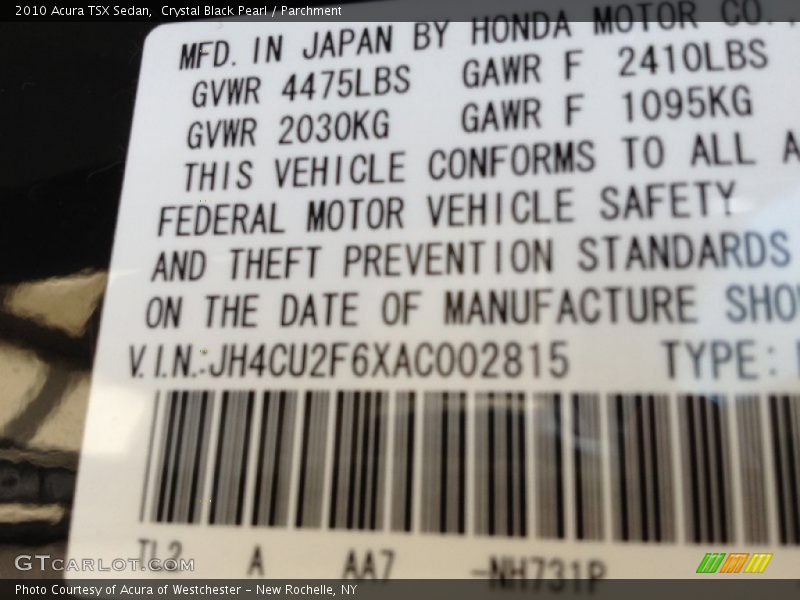 2010 Acura TSX Sedan,  Crystal Black Pearl / Parchment
MFD. IN JAPAN BY HONDA MOTOR CO.,
GVWR 4475LBS GAWR F 2410LBS
GVWR 2030KG GAWR F 1095KG
THIS VEHICLE CONFORMS TO ALL A
FEDERAL MOTOR VEHICLE SAFETY
AND THEFT PREVENTION STANDARDS
ON THE DATE OF MANUFACTURE SHO
V.I.N.:JH4CU2F6XAC002815 TYPE:
TL2 A AA7 -NH731P
GTCARLOT.COM
Photo Courtesy of Acura of Westchester - New Rochelle, NY